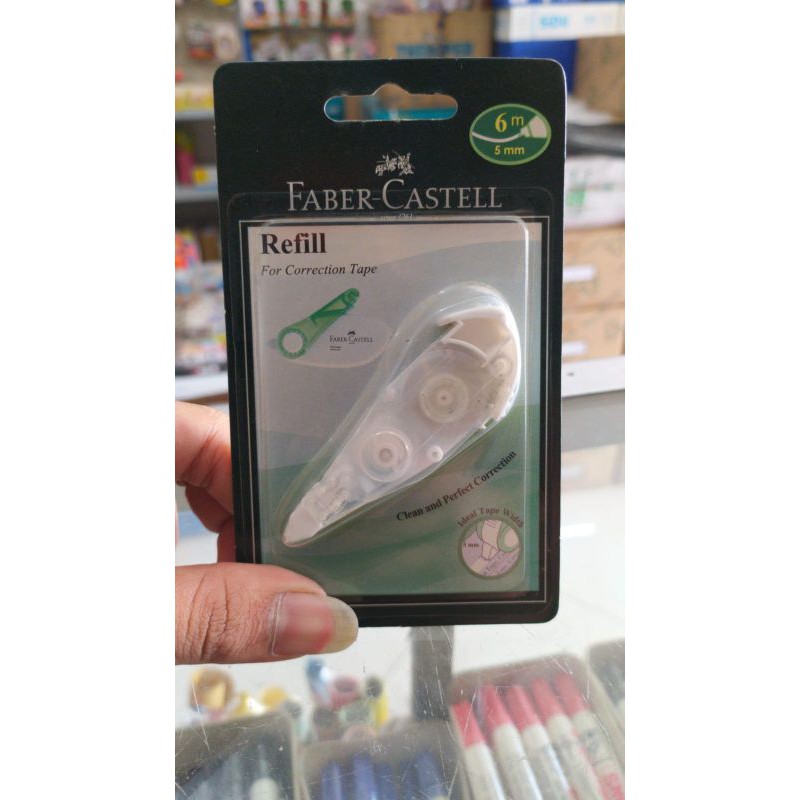 6 m
5 mm
FABER-CASTELL
Refill
For Correction Tape
FABER-CASTELL
Clean and Perfect Correction
Ideal Tape Width